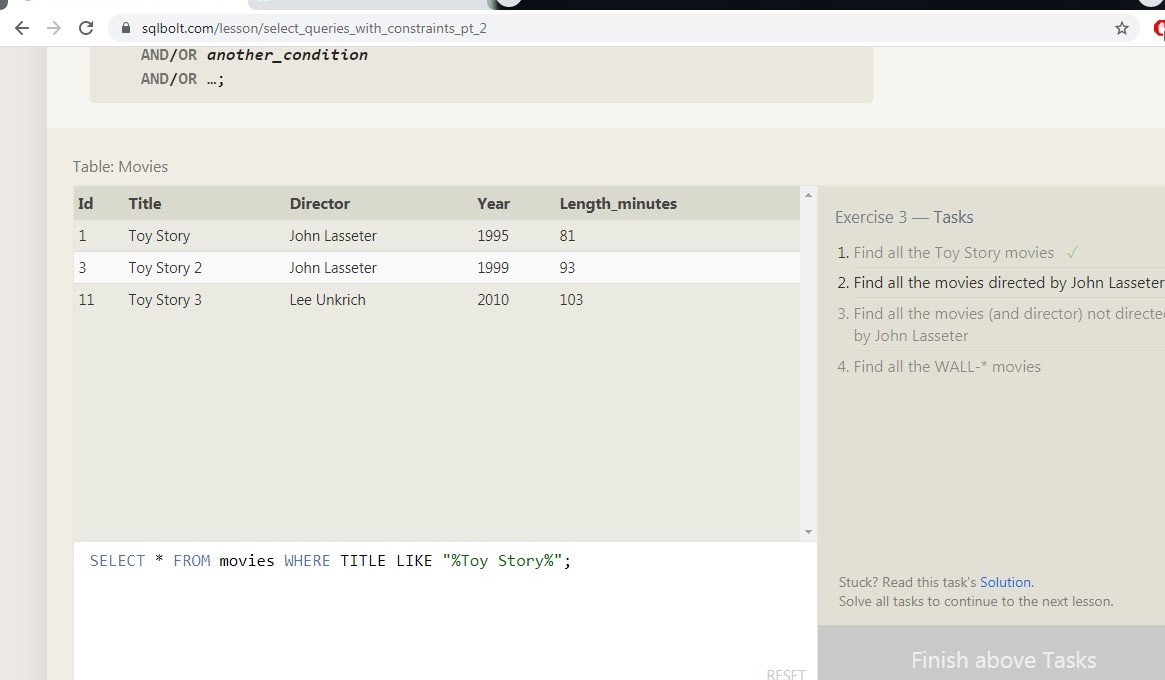 sqlbolt.com/lesson/select_queries_with_constraints_pt_2
AND/OR another_condition
AND/OR …;
Table: Movies
Id Title Director Year Length_minutes
1 Toy Story John Lasseter 1995 81
3 Toy Story 2 John Lasseter 1999 93
11 Toy Story 3 Lee Unkrich 2010 103
SELECT * FROM movies WHERE TITLE LIKE "%Toy Story%";
RESET
Exercise 3 — Tasks
1. Find all the Toy Story movies ✓
2. Find all the movies directed by John Lasseter
3. Find all the movies (and director) not directe
by John Lasseter
4. Find all the WALL-* movies
Stuck? Read this task's Solution.
Solve all tasks to continue to the next lesson.
Finish above Tasks